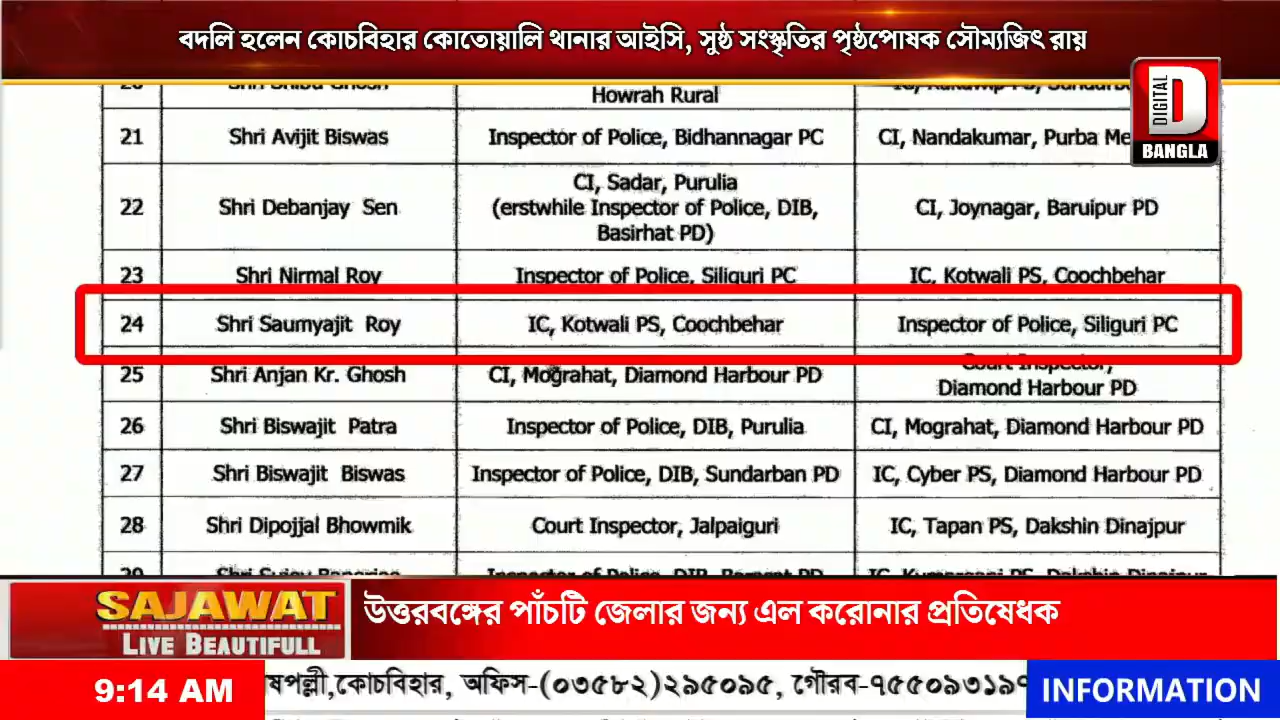 বদলি হলেন কোচবিহার কোতোয়ালি থানার আইসি, সুষ্ঠ সংস্কৃতির পৃষ্ঠপোষক সৌম্যজিৎ রায়
DIGITAL
BANGLA
Howrah Rural
21 Shri Avijit Biswas Inspector of Police, Bidhannagar PC CI, Nandakumar, Purba Me
22 Shri Debanjay Sen CI, Sadar, Purulia (erstwhile Inspector of Police, DIB, Basirhat PD) CI, Joynagar, Baruipur PD
23 Shri Nirmal Roy Inspector of Police, Siliguri PC IC, Kotwali PS, Coochbehar
24 Shri Saumyajit Roy IC, Kotwali PS, Coochbehar Inspector of Police, Siliguri PC
25 Shri Anjan Kr. Ghosh CI, Mograhat, Diamond Harbour PD Court Inspector, Diamond Harbour PD
26 Shri Biswajit Patra Inspector of Police, DIB, Purulia CI, Mograhat, Diamond Harbour PD
27 Shri Biswajit Biswas Inspector of Police, DIB, Sundarban PD IC, Cyber PS, Diamond Harbour PD
28 Shri Dipojjal Bhowmik Court Inspector, Jalpaiguri IC, Tapan PS, Dakshin Dinajpur
SAJAWAT
LIVE BEAUTIFULL
উত্তরবঙ্গের পাঁচটি জেলার জন্য এল করোনার প্রতিষেধক
9:14 AM
ষপল্লী,কোচবিহার, অফিস-(০৩৫৮২)২৯৫০৯৫, গৌরব-৭৫৫০৯৩১৯৭
INFORMATION